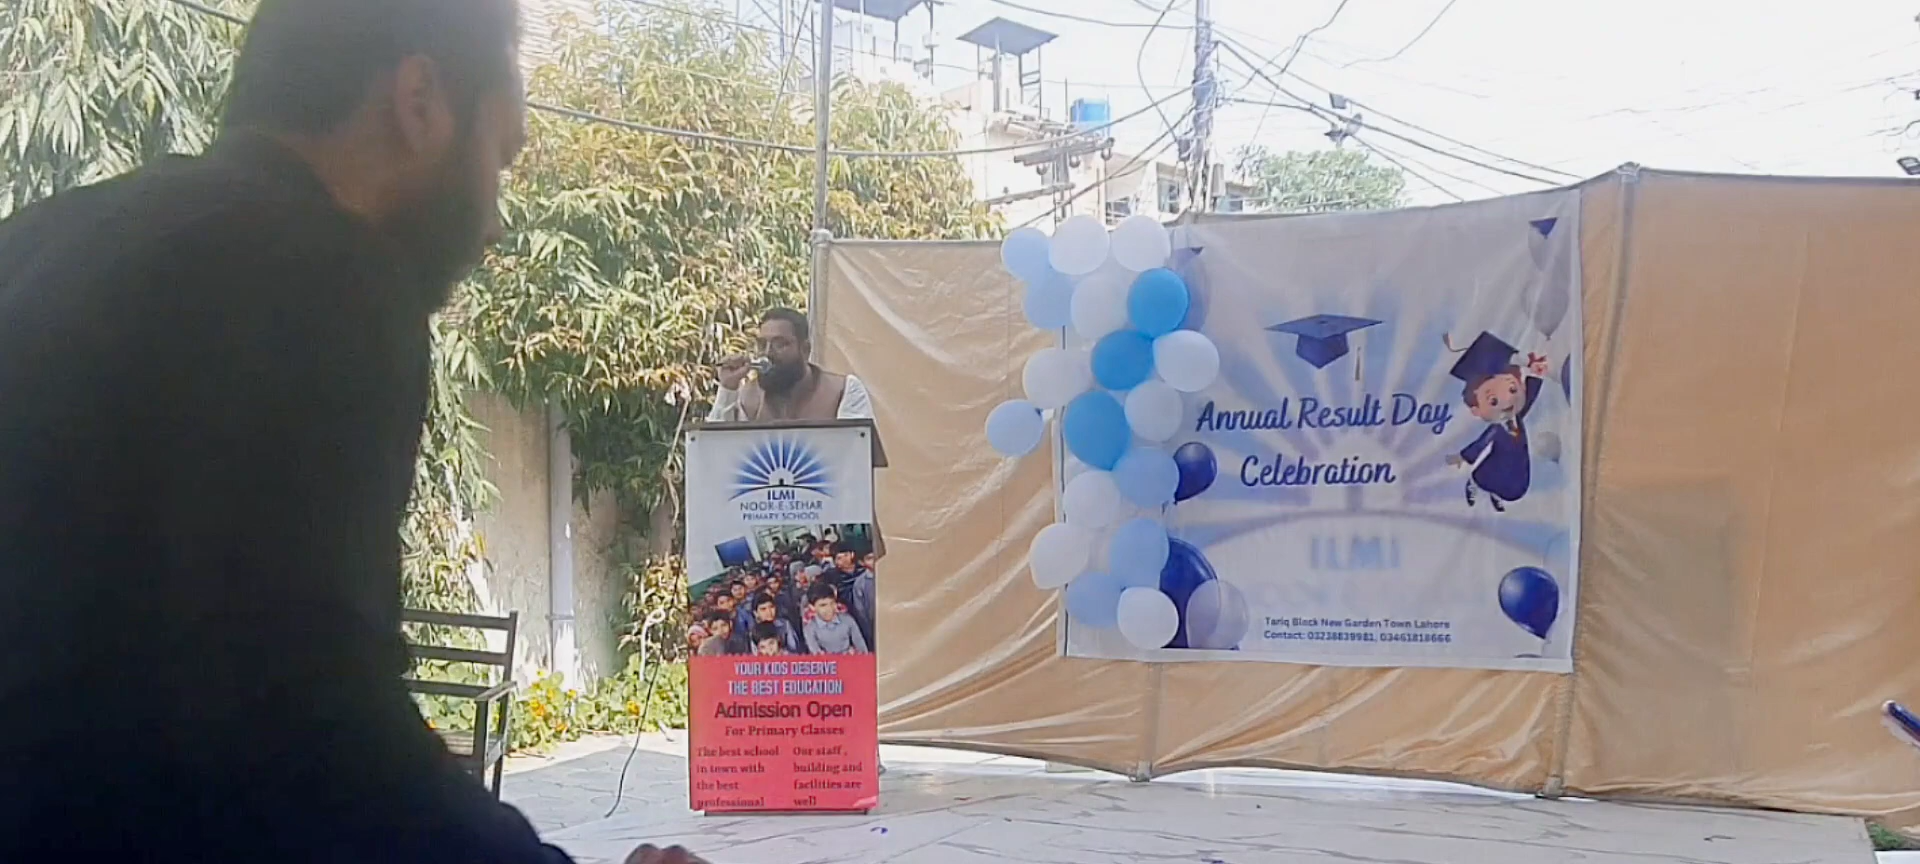 ILMI
NOOR-E-SEHAR
PRIMARY SCHOOL
YOUR KIDS DESERVE
THE BEST EDUCATION
Admission Open
For Primary Classes
The best school
in town with
the best
professional
Our staff,
building and
facilities are
well
Annual Result Day
Celebration
ILMI
Tariq Block New Garden Town Lahore
Contact: 03238839981, 03461818666